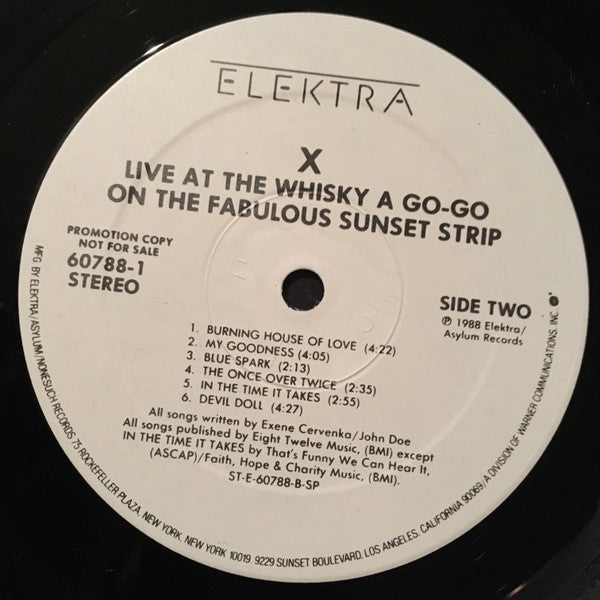 ELEKTRA
X
LIVE AT THE WHISKY A GO-GO
ON THE FABULOUS SUNSET STRIP
PROMOTION COPY
NOT FOR SALE
60788-1
STEREO
SIDE TWO
℗ 1988 Elektra/
Asylum Records
1. BURNING HOUSE OF LOVE (4:22)
2. MY GOODNESS (4:05)
3. BLUE SPARK (2:13)
4. THE ONCE OVER TWICE (2:35)
5. IN THE TIME IT TAKES (2:55)
6. DEVIL DOLL (4:27)
All songs written by Exene Cervenka/John Doe
All songs published by Eight Twelve Music, (BMI) except
IN THE TIME IT TAKES by That's Funny We Can Hear It,
(ASCAP)/Faith, Hope & Charity Music, (BMI).
ST-E-60788-B-SP
MFG BY ELEKTRA/ASYLUM/NONESUCH RECORDS 75 ROCKEFELLER PLAZA, NEW YORK, NEW YORK 10019 9229 SUNSET BOULEVARD, LOS ANGELES, CALIFORNIA 90069/A DIVISION OF WARNER COMMUNICATIONS, INC.